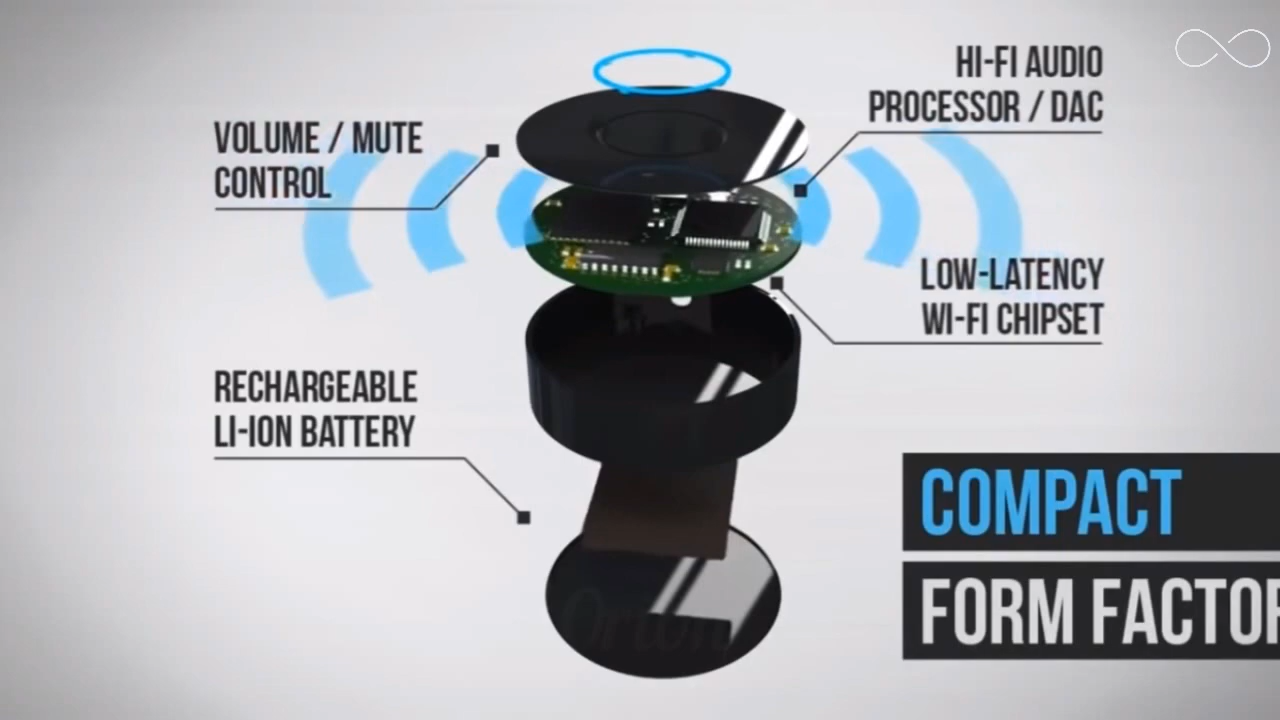 HI-FI AUDIO
PROCESSOR / DAC
VOLUME / MUTE
CONTROL
LOW-LATENCY
WI-FI CHIPSET
RECHARGEABLE
LI-ION BATTERY
COMPACT
FORM FACTOR